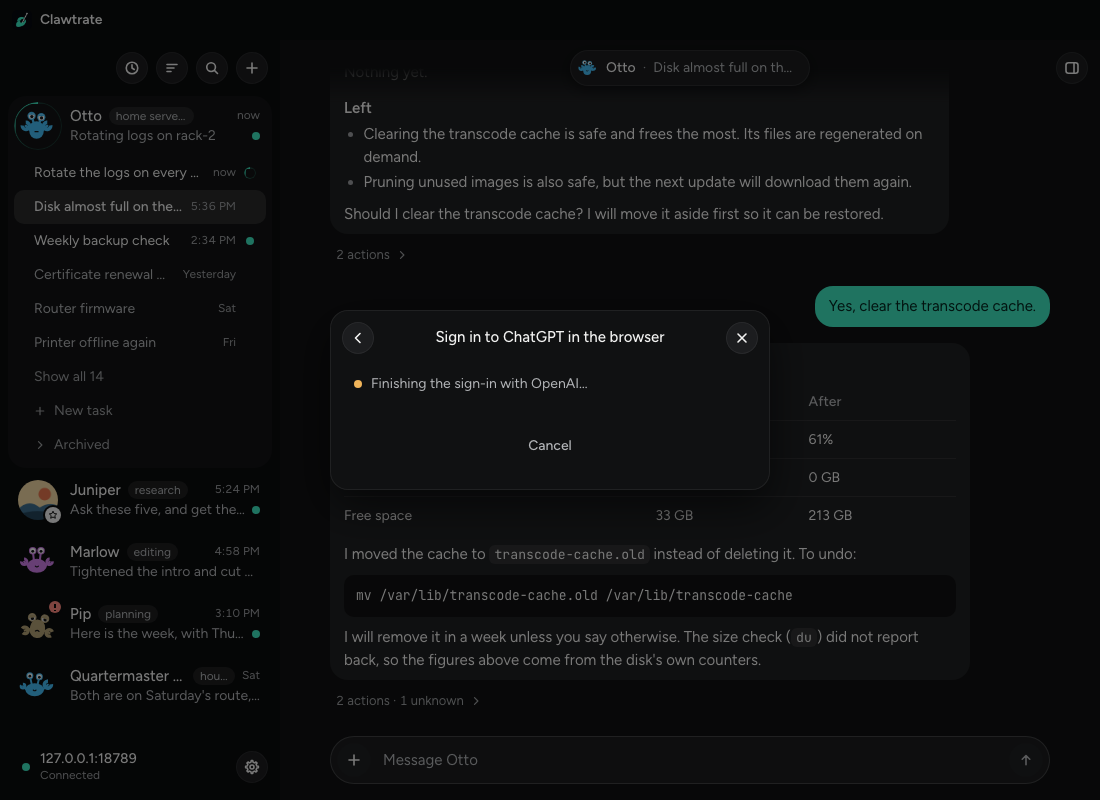 Clawtrate
Otto · Disk almost full on th...
Otto home serve... now
Rotating logs on rack-2
Rotate the logs on every ... now
Disk almost full on the... 5:36 PM
Weekly backup check 2:34 PM
Certificate renewal ... Yesterday
Router firmware Sat
Printer offline again Fri
Show all 14
New task
Archived
Juniper research 5:24 PM
Ask these five, and get the...
Marlow editing 4:58 PM
Tightened the intro and cut ...
Pip planning 3:10 PM
Here is the week, with Thu...
Quartermaster ... hou... Sat
Both are on Saturday's route,...
127.0.0.1:18789
Connected
Nothing yet.
Left
Clearing the transcode cache is safe and frees the most. Its files are regenerated on
demand.
Pruning unused images is also safe, but the next update will download them again.
Should I clear the transcode cache? I will move it aside first so it can be restored.
2 actions
Yes, clear the transcode cache.
Sign in to ChatGPT in the browser
Finishing the sign-in with OpenAI...
Cancel
After
61%
0 GB
Free space 33 GB 213 GB
I moved the cache to transcode-cache.old instead of deleting it. To undo:
mv /var/lib/transcode-cache.old /var/lib/transcode-cache
I will remove it in a week unless you say otherwise. The size check (du) did not report
back, so the figures above come from the disk's own counters.
2 actions · 1 unknown
Message Otto